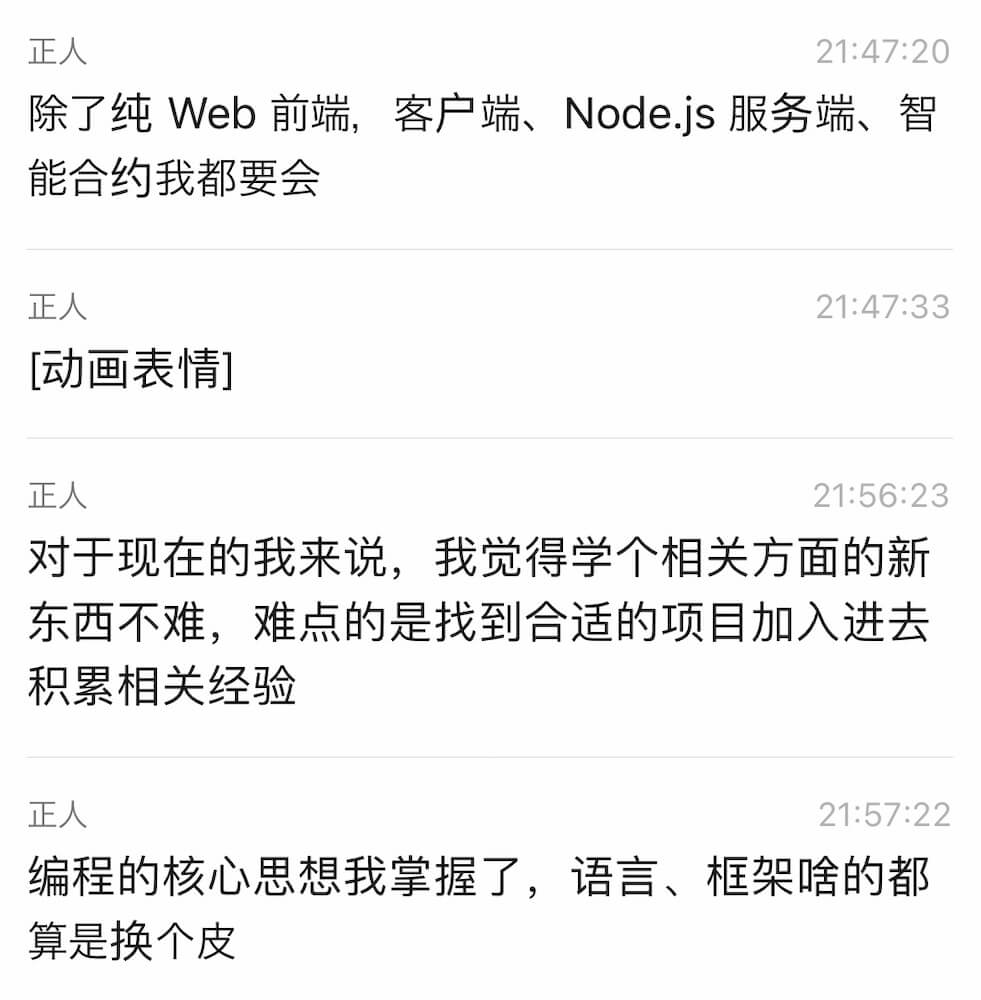 正人 21:47:20
除了纯 Web 前端，客户端、Node.js 服务端、智
能合约我都要会
正人 21:47:33
[动画表情]
正人 21:56:23
对于现在的我来说，我觉得学个相关方面的新
东西不难，难点的是找到合适的项目加入进去
积累相关经验
正人 21:57:22
编程的核心思想我掌握了，语言、框架啥的都
算是换个皮